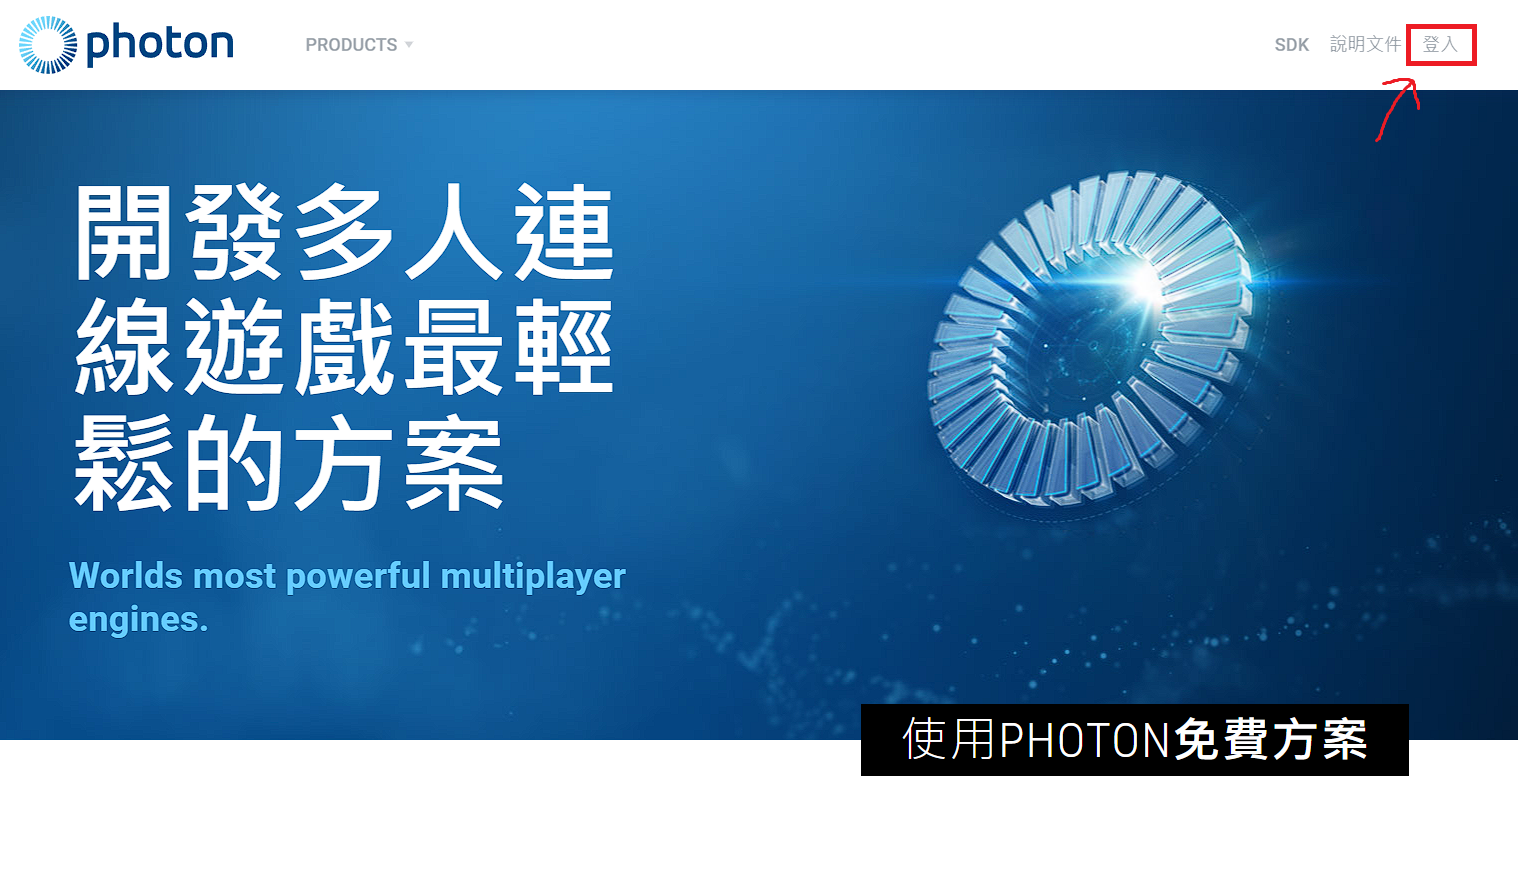 photon
PRODUCTS
SDK
說明文件
登入
開發多人連
線遊戲最輕
鬆的方案
Worlds most powerful multiplayer
engines.
使用PHOTON免費方案